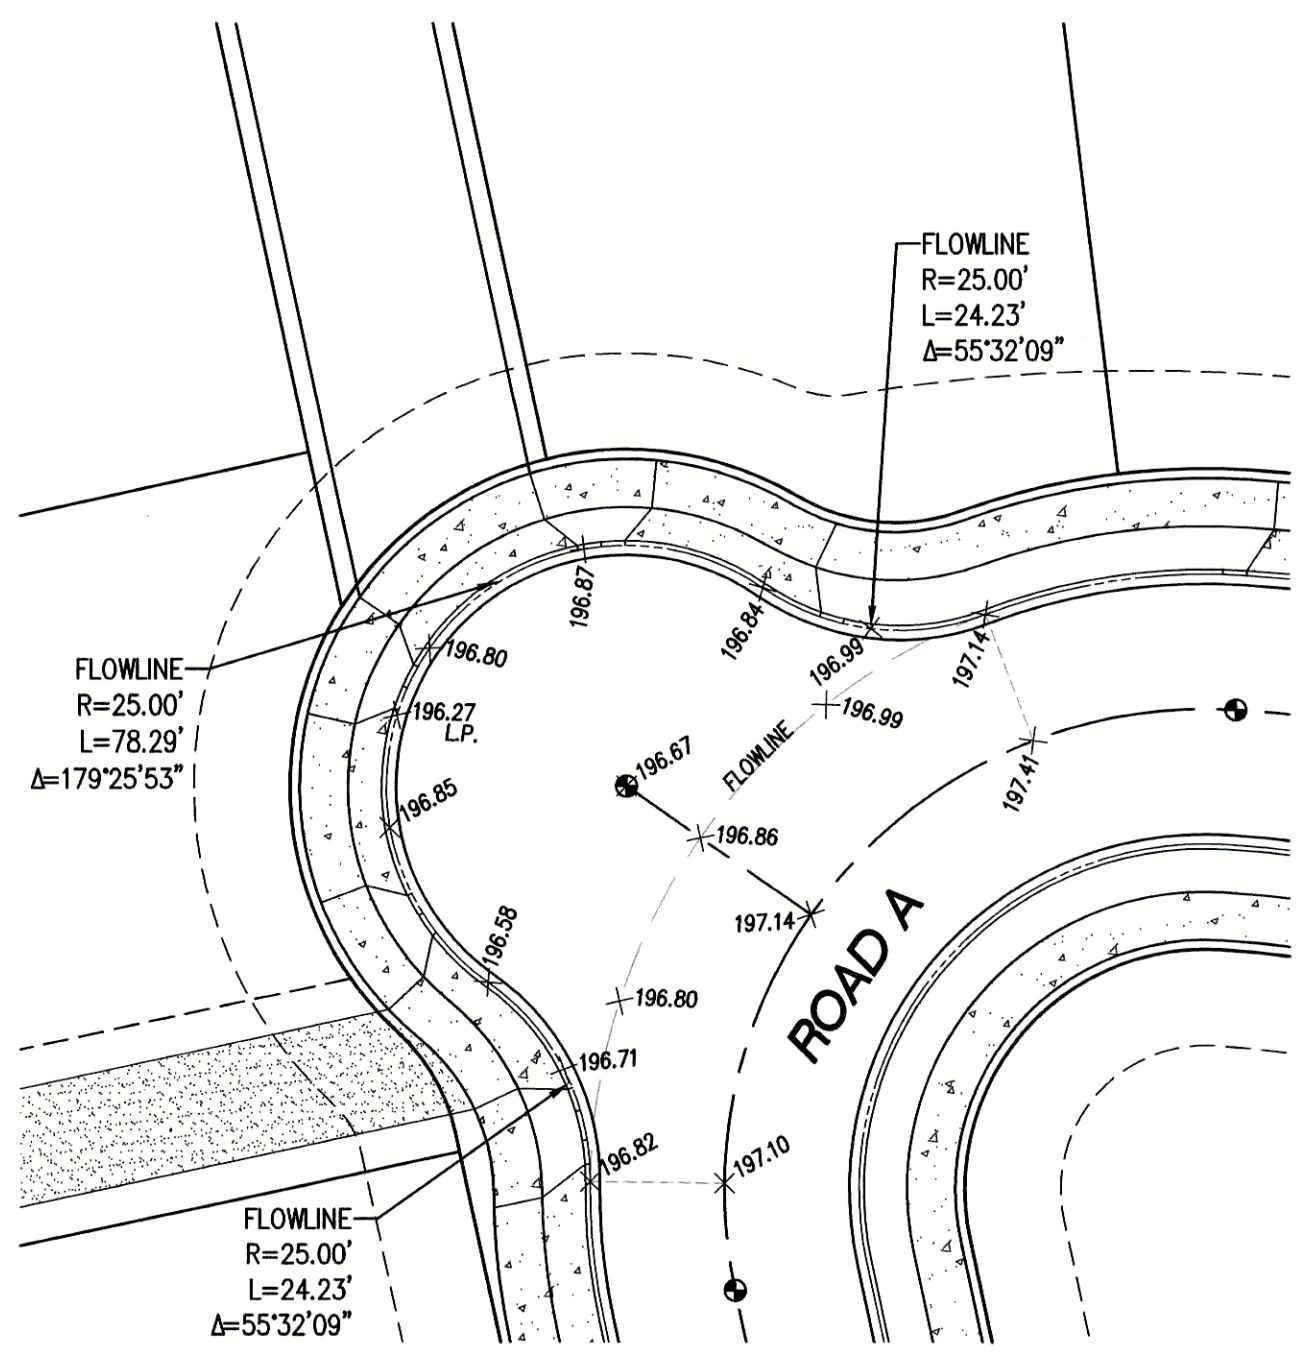 FLOWLINE
R=25.00'
L=24.23'
Δ=55°32'09"
196.87
196.84
196.99
197.14
196.80
FLOWLINE
R=25.00'
L=78.29'
Δ=179°25'53"
196.27
L.P.
196.99
FLOWLINE
196.67
197.41
196.85
196.86
197.14
ROAD A
196.58
196.80
196.71
196.82
197.10
FLOWLINE
R=25.00'
L=24.23'
Δ=55°32'09"